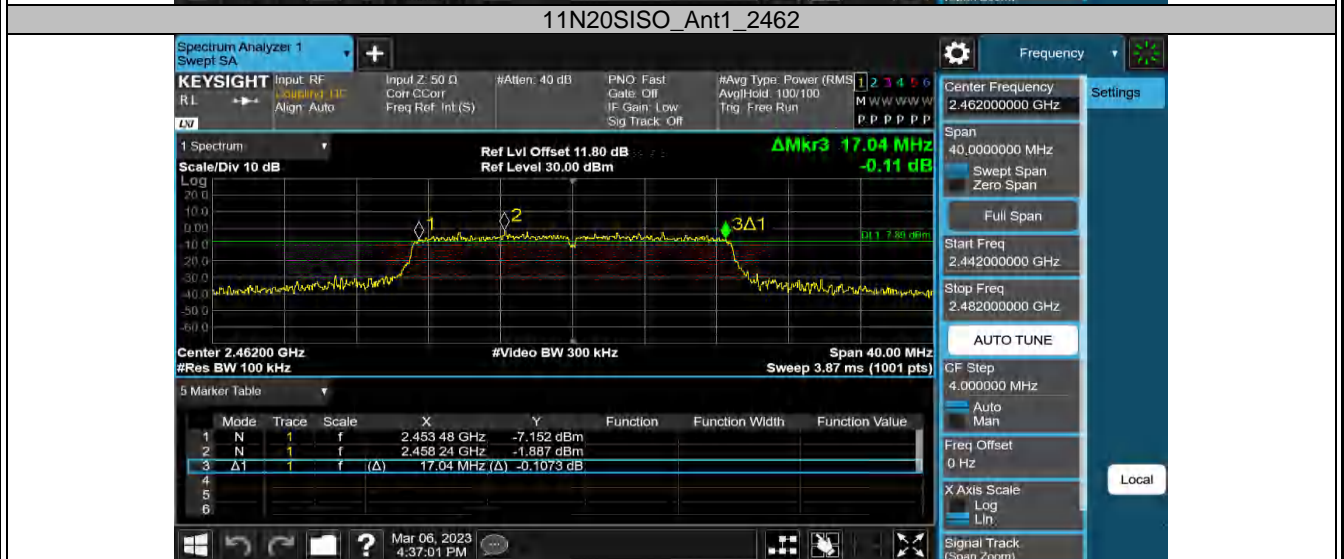 11N20SISO_Ant1_2462
Spectrum Analyzer 1
Swept SA
+
Frequency
KEYSIGHT
RL
LXI
Input: RF
Align: Auto
Input Z: 50 Ω
Corr CCorr
Freq Ref: Int (S)
#Atten: 40 dB
PNO: Fast
Gate: Off
IF Gain: Low
Sig Track: Off
#Avg Type: Power (RMS
Avg|Hold: 100/100
Trig: Free Run
1 2 3 4 5 6
M W W W W W
P P P P P P
1 Spectrum
Scale/Div 10 dB
Ref Lvl Offset 11.80 dB
Ref Level 30.00 dBm
ΔMkr3 17.04 MHz
-0.11 dB
Log
20.0
10.0
0.00
-10.0
-20.0
-30.0
-40.0
-50.0
-60.0
1
2
3Δ1
DL1 -7.89 dBm
Center 2.46200 GHz
#Res BW 100 kHz
#Video BW 300 kHz
Span 40.00 MHz
Sweep 3.87 ms (1001 pts)
5 Marker Table
Mode Trace Scale X Y Function Function Width Function Value
1 N 1 f 2.453 48 GHz -7.152 dBm
2 N 1 f 2.458 24 GHz -1.887 dBm
3 Δ1 1 f (Δ) 17.04 MHz (Δ) -0.1073 dB
4
5
6
Mar 06, 2023
4:37:01 PM
Center Frequency
2.462000000 GHz
Settings
Span
40.0000000 MHz
Swept Span
Zero Span
Full Span
Start Freq
2.442000000 GHz
Stop Freq
2.482000000 GHz
AUTO TUNE
CF Step
4.000000 MHz
Auto
Man
Freq Offset
0 Hz
Local
X Axis Scale
Log
Lin
Signal Track
(Span Zoom)